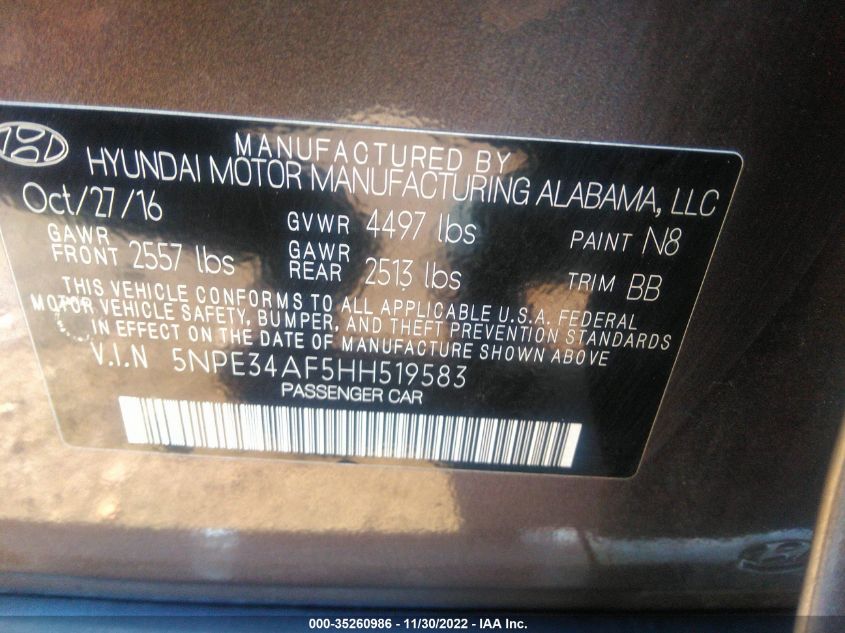 MANUFACTURED BY
HYUNDAI MOTOR MANUFACTURING ALABAMA, LLC
Oct/27/16 GVWR 4497 lbs PAINT N8
GAWR FRONT 2557 lbs GAWR REAR 2513 lbs TRIM BB
THIS VEHICLE CONFORMS TO ALL APPLICABLE U.S.A. FEDERAL
MOTOR VEHICLE SAFETY, BUMPER, AND THEFT PREVENTION STANDARDS
IN EFFECT ON THE DATE OF MANUFACTURE SHOWN ABOVE.
V.I.N 5NPE34AF5HH519583
PASSENGER CAR
000-35260986 - 11/30/2022 - IAA Inc.